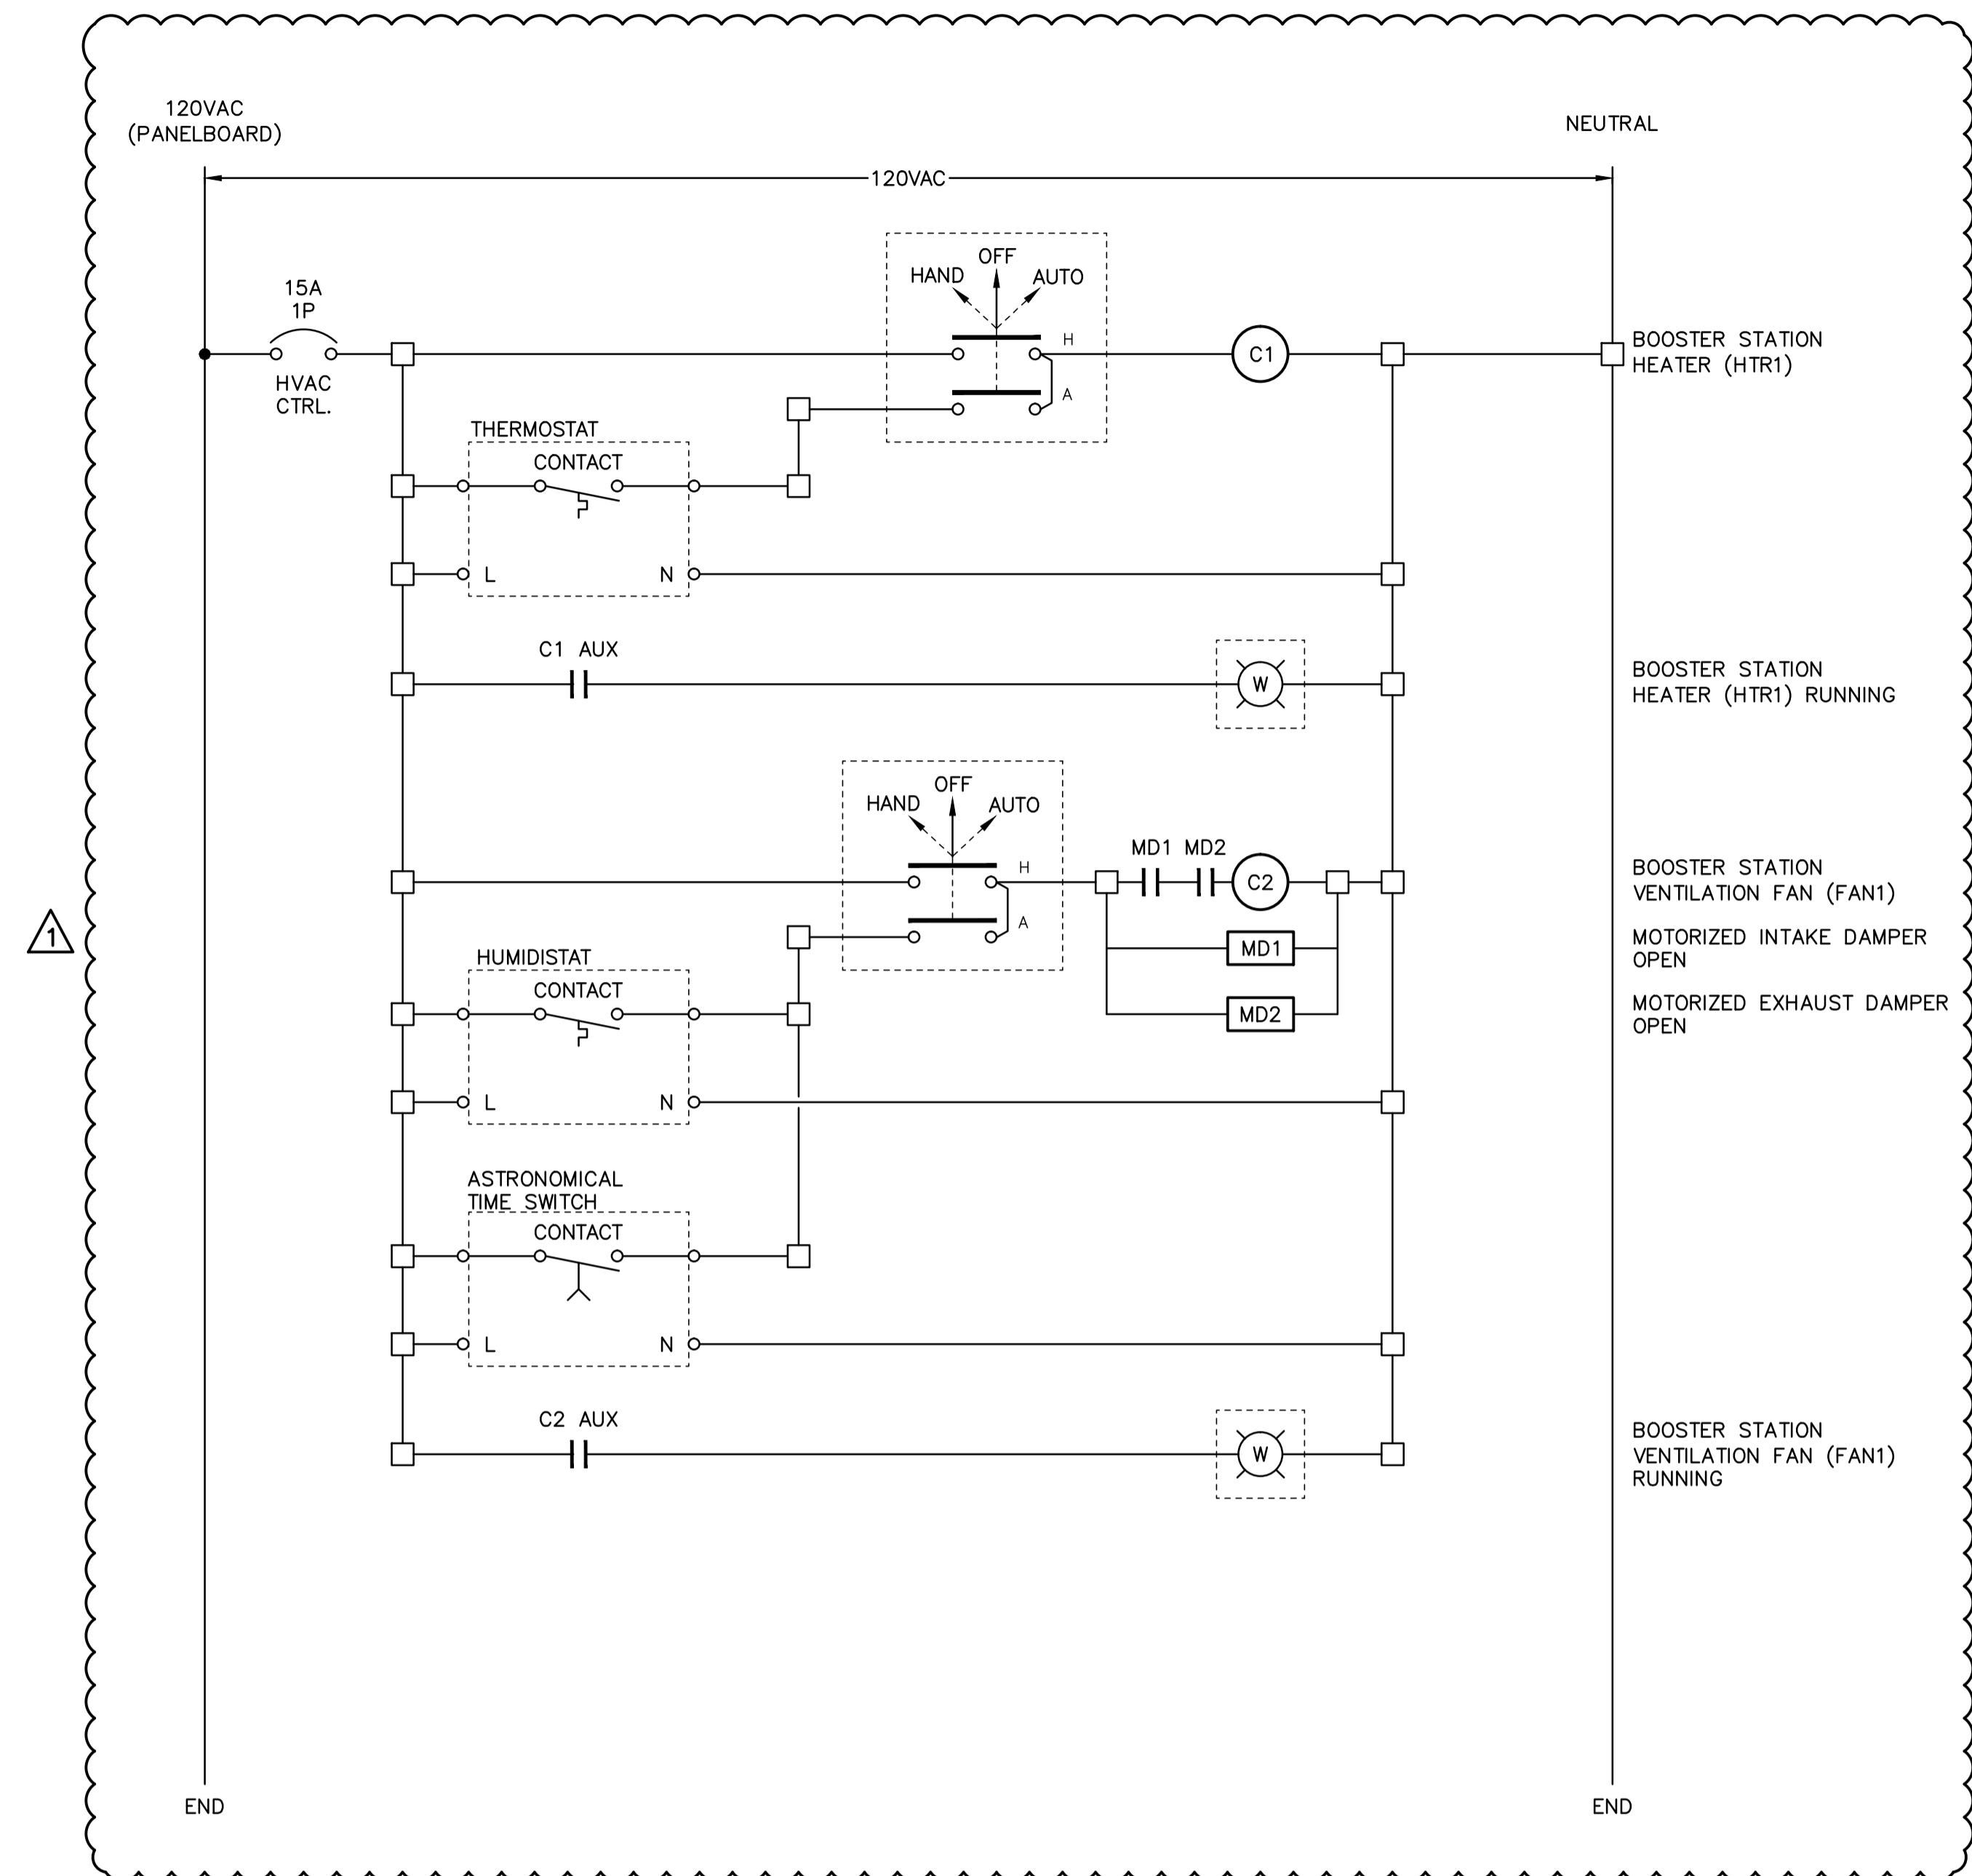 120VAC
(PANELBOARD)
NEUTRAL
120VAC
OFF
HAND
AUTO
15A
1P
HVAC
CTRL.
H
A
C1
BOOSTER STATION
HEATER (HTR1)
THERMOSTAT
CONTACT
L
N
C1 AUX
W
BOOSTER STATION
HEATER (HTR1) RUNNING
OFF
HAND
AUTO
H
A
MD1 MD2
C2
BOOSTER STATION
VENTILATION FAN (FAN1)
1
MD1
MOTORIZED INTAKE DAMPER
OPEN
HUMIDISTAT
CONTACT
MD2
MOTORIZED EXHAUST DAMPER
OPEN
L
N
ASTRONOMICAL
TIME SWITCH
CONTACT
L
N
C2 AUX
W
BOOSTER STATION
VENTILATION FAN (FAN1)
RUNNING
END
END